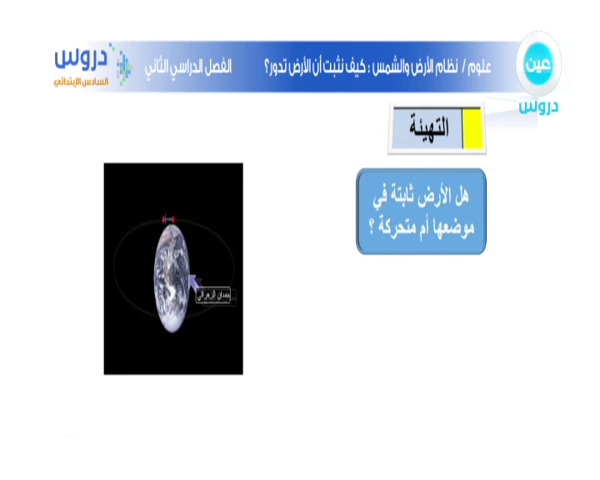 عين
دروس
علوم / نظام الأرض والشمس : كيف نثبت أن الأرض تدور؟
الفصل الدراسي الثاني
دروس
السادس الإبتدائي
التهيئة
هل الأرض ثابتة في
موضعها أم متحركة ؟